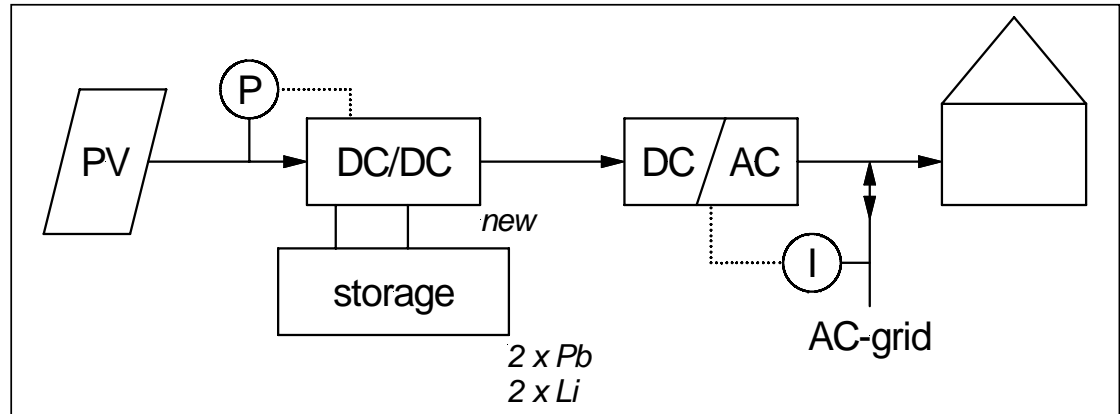 P
PV
DC/DC
DC/AC
new
storage
I
2 x Pb
2 x Li
AC-grid